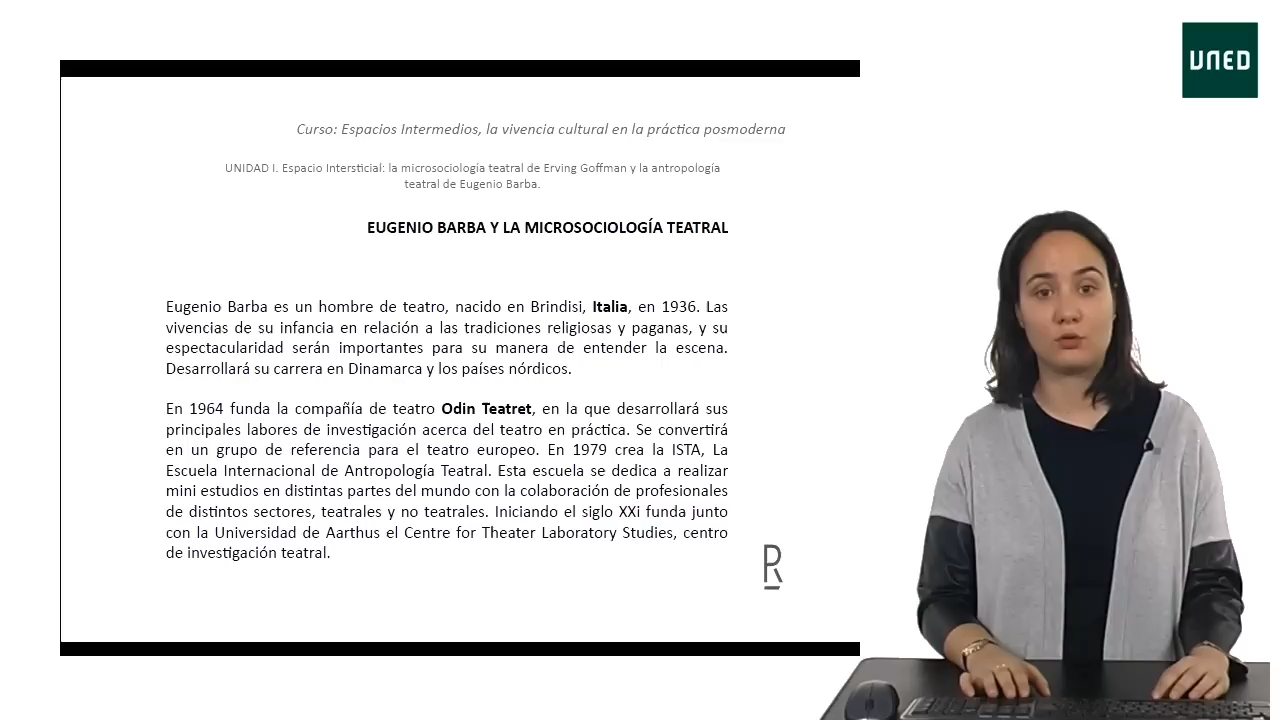 UNED
Curso: Espacios Intermedios, la vivencia cultural en la práctica posmoderna
UNIDAD I. Espacio Intersticial: la microsociología teatral de Erving Goffman y la antropología
teatral de Eugenio Barba.
EUGENIO BARBA Y LA MICROSOCIOLOGÍA TEATRAL
Eugenio Barba es un hombre de teatro, nacido en Brindisi, Italia, en 1936. Las
vivencias de su infancia en relación a las tradiciones religiosas y paganas, y su
espectacularidad serán importantes para su manera de entender la escena.
Desarrollará su carrera en Dinamarca y los países nórdicos.
En 1964 funda la compañía de teatro Odin Teatret, en la que desarrollará sus
principales labores de investigación acerca del teatro en práctica. Se convertirá
en un grupo de referencia para el teatro europeo. En 1979 crea la ISTA, La
Escuela Internacional de Antropología Teatral. Esta escuela se dedica a realizar
mini estudios en distintas partes del mundo con la colaboración de profesionales
de distintos sectores, teatrales y no teatrales. Iniciando el siglo XXi funda junto
con la Universidad de Aarthus el Centre for Theater Laboratory Studies, centro
de investigación teatral.
R